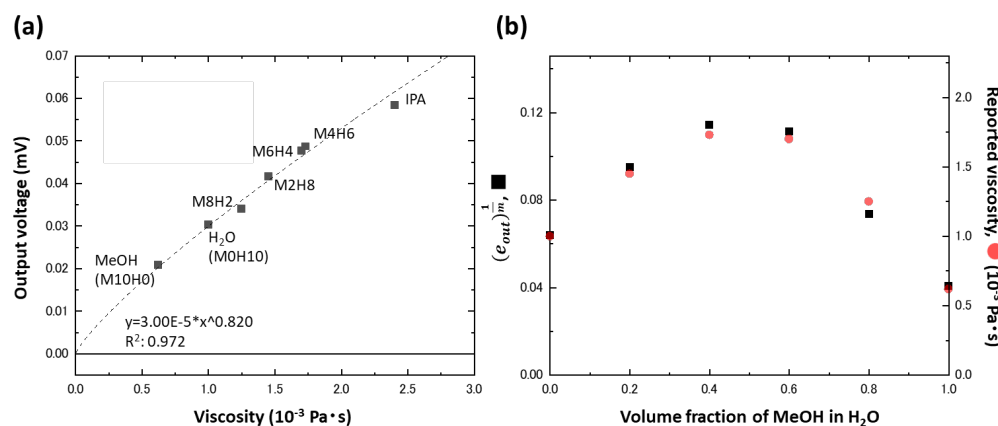 (a)
0.07
0.06
0.05
0.04
0.03
0.02
0.01
0.00
Output voltage (mV)
IPA
M4H6
M6H4
M2H8
M8H2
H₂O
(M0H10)
MeOH
(M10H0)
y=3.00E-5*x^0.820
R²: 0.972
0.0 0.5 1.0 1.5 2.0 2.5 3.0
Viscosity (10⁻³ Pa・s)
(b)
0.12
0.08
0.04
0.00
(e_out)^(1/m),
2.0
1.5
1.0
0.5
0.0
Reported viscosity, (10⁻³ Pa・s)
0.0 0.2 0.4 0.6 0.8 1.0
Volume fraction of MeOH in H₂O